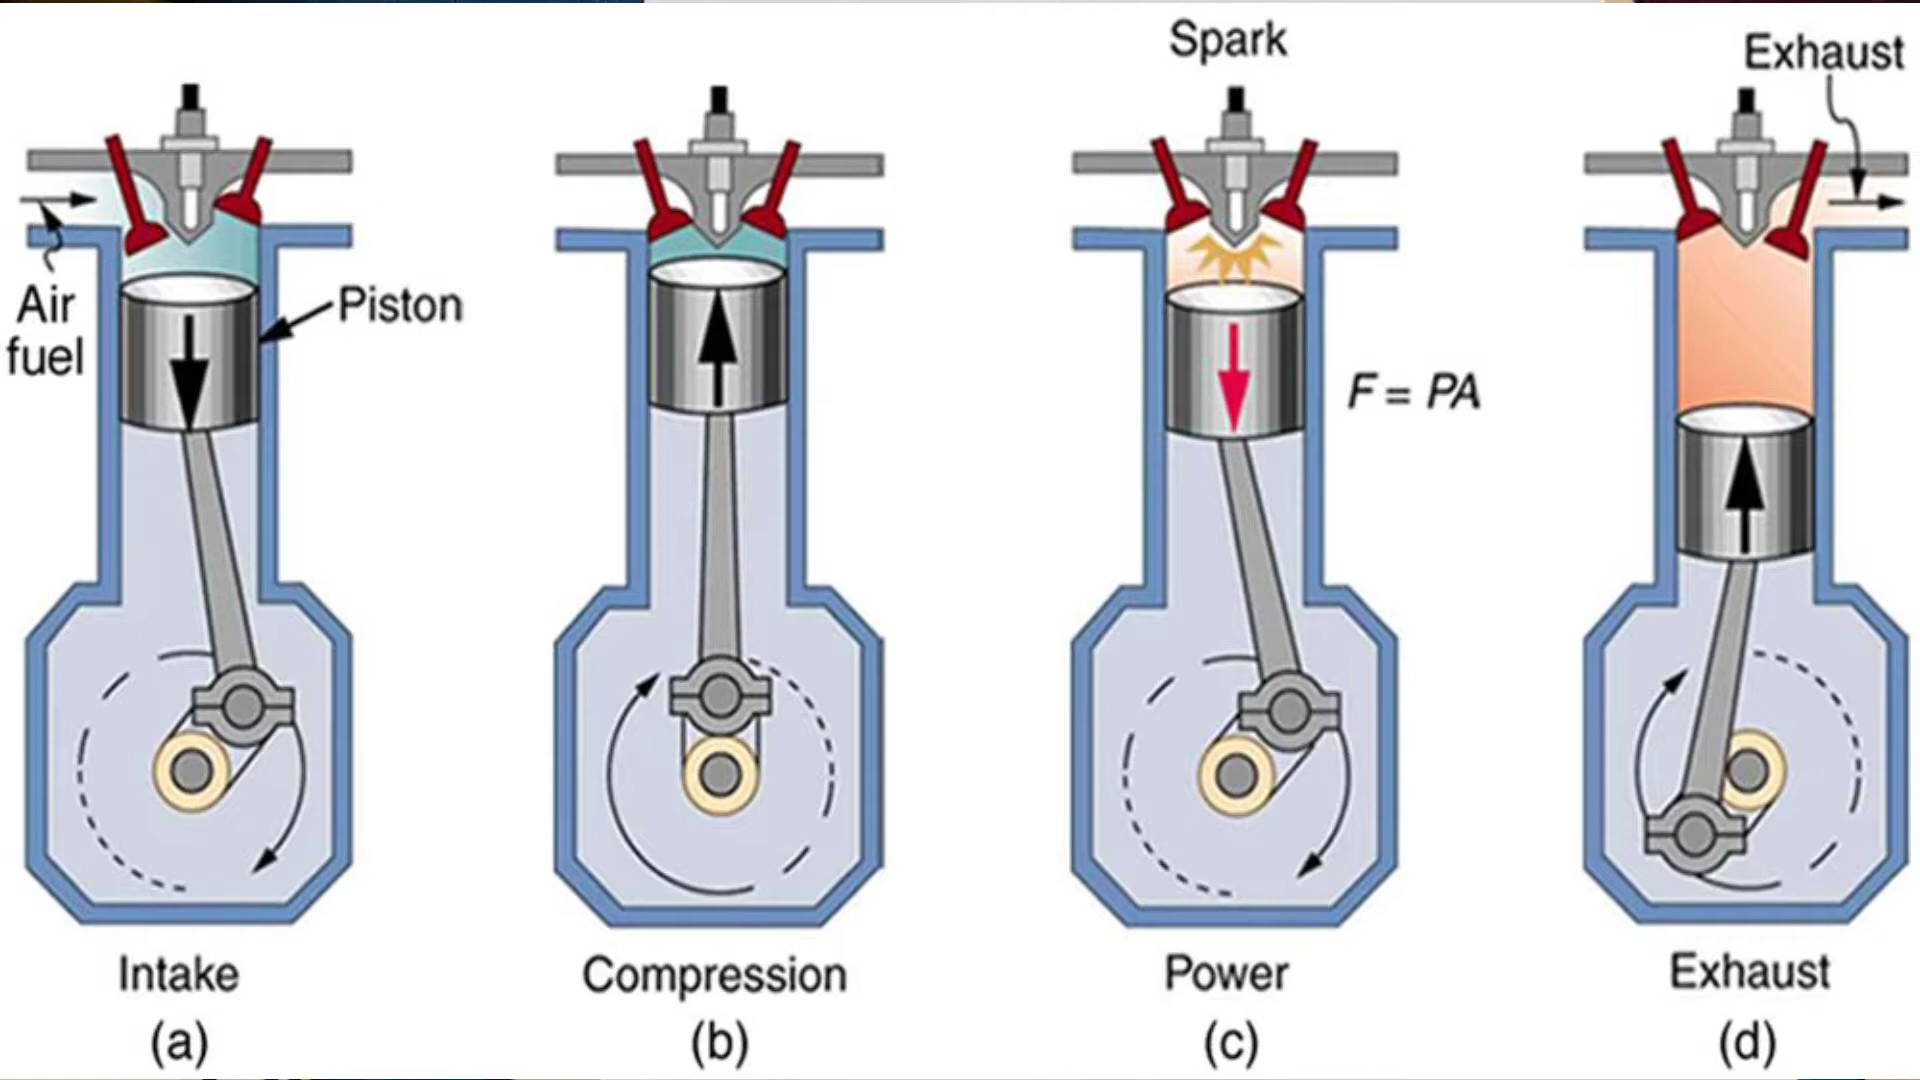 Spark
Exhaust
Air
fuel
Piston
F = PA
Intake
Compression
Power
Exhaust
(a)
(b)
(c)
(d)